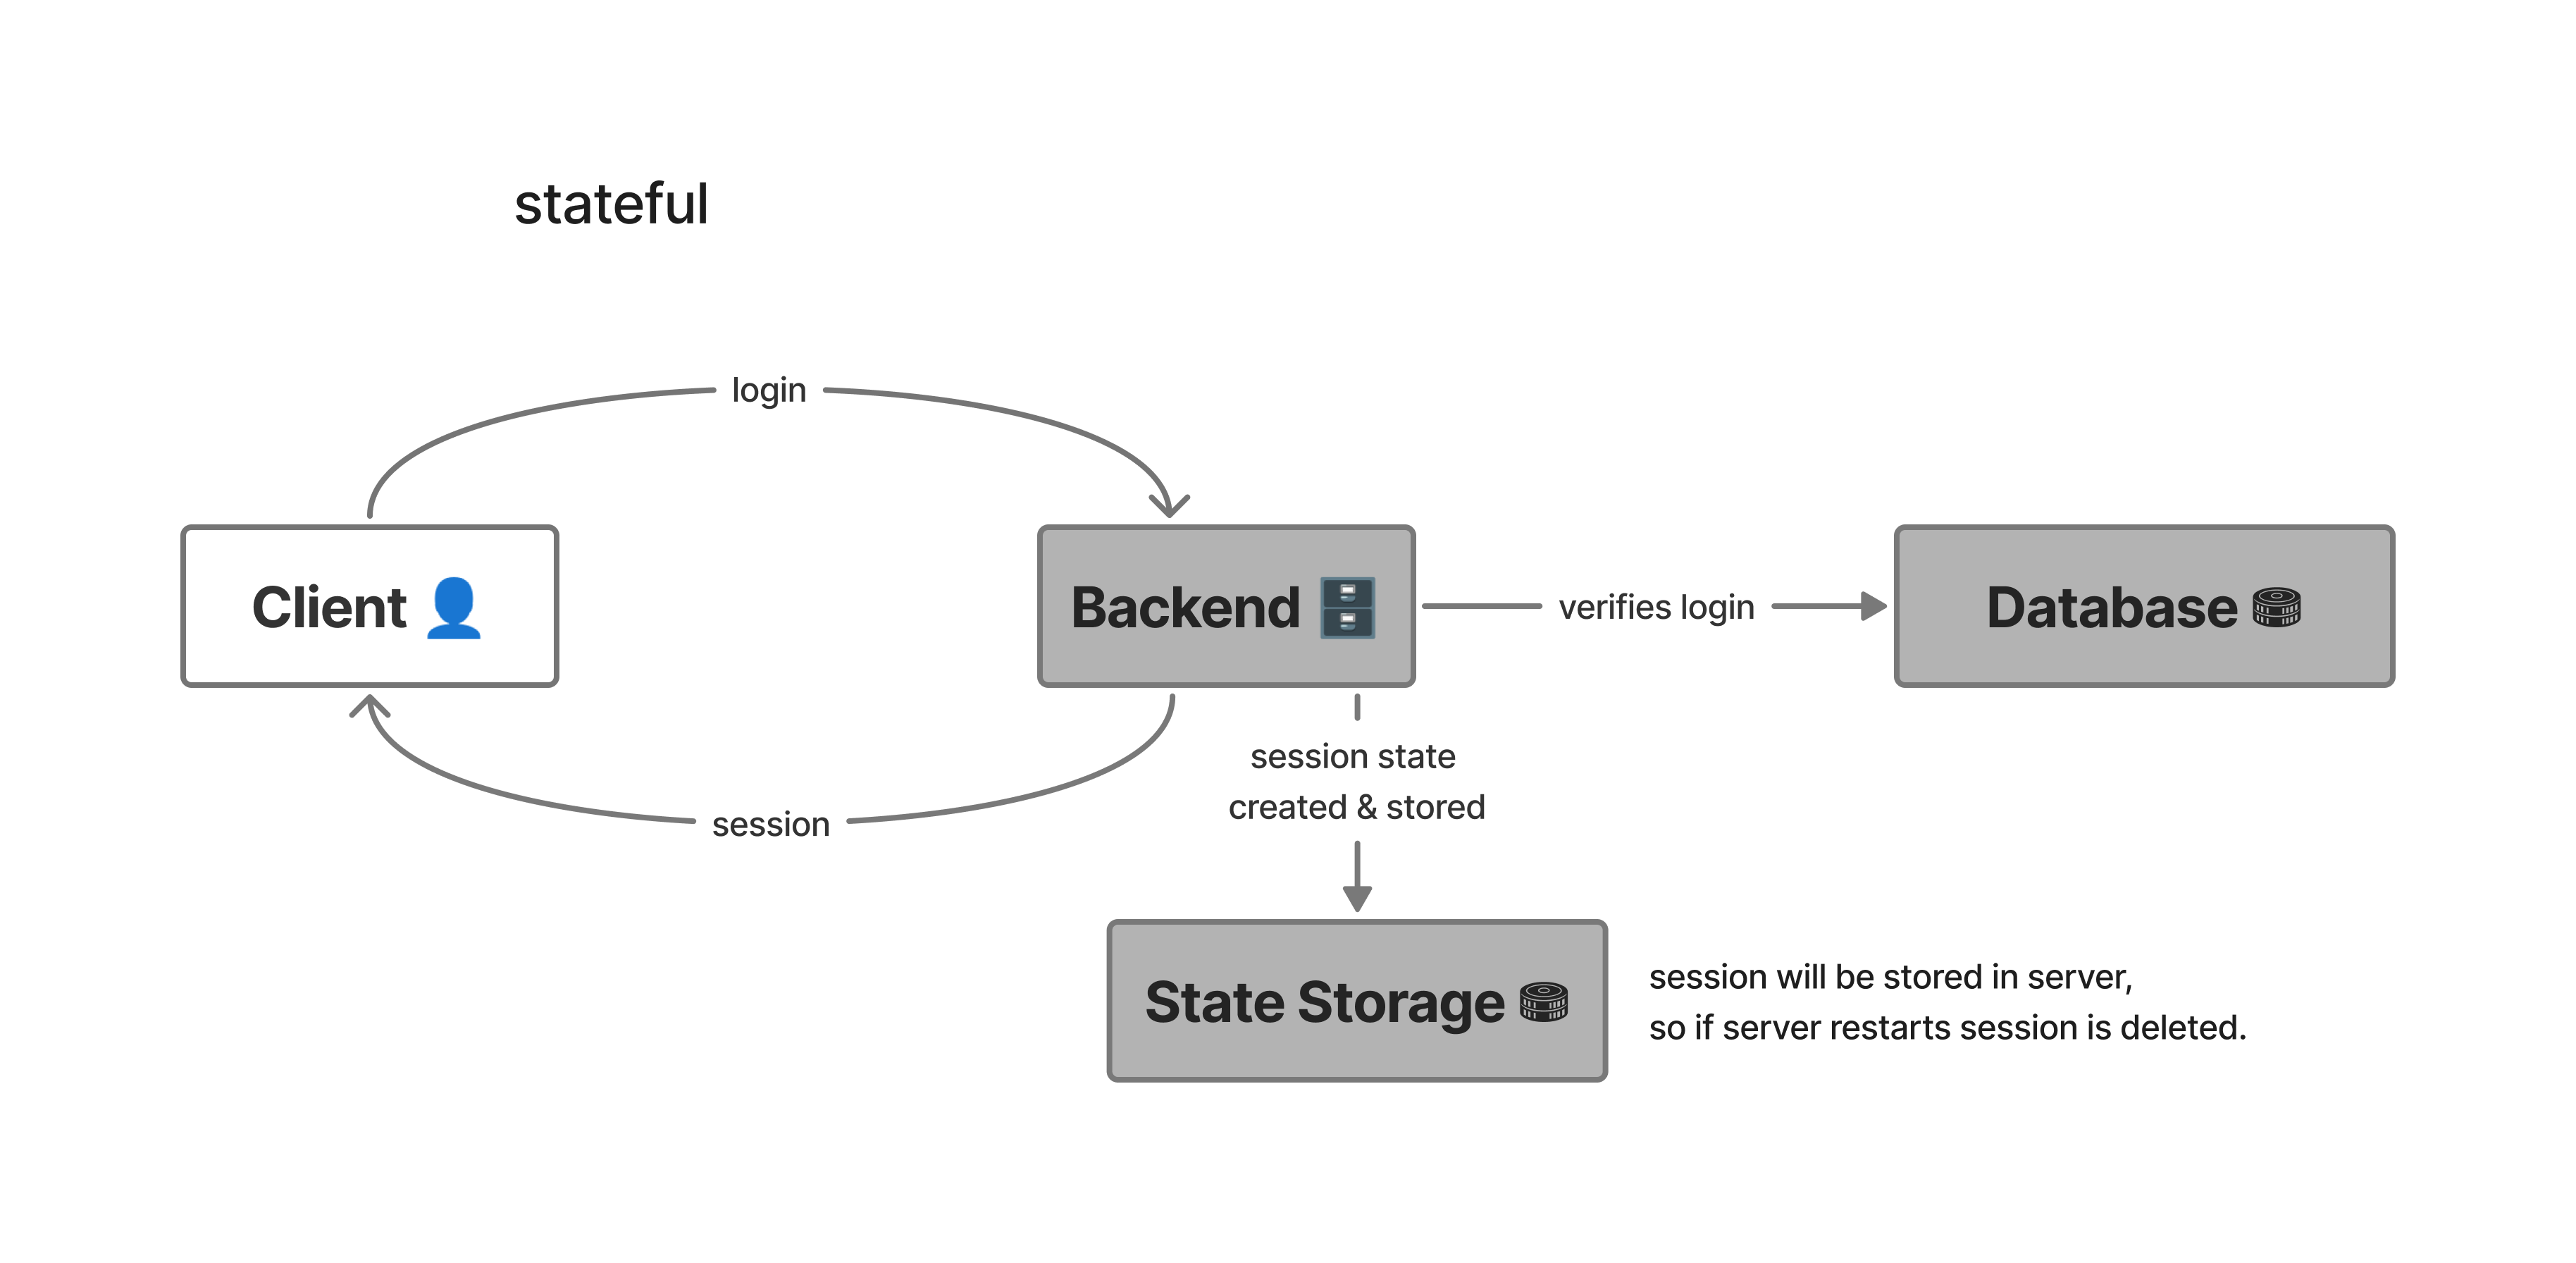 stateful
login
Client
Backend
verifies login
Database
session state
created & stored
session
State Storage
session will be stored in server,
so if server restarts session is deleted.